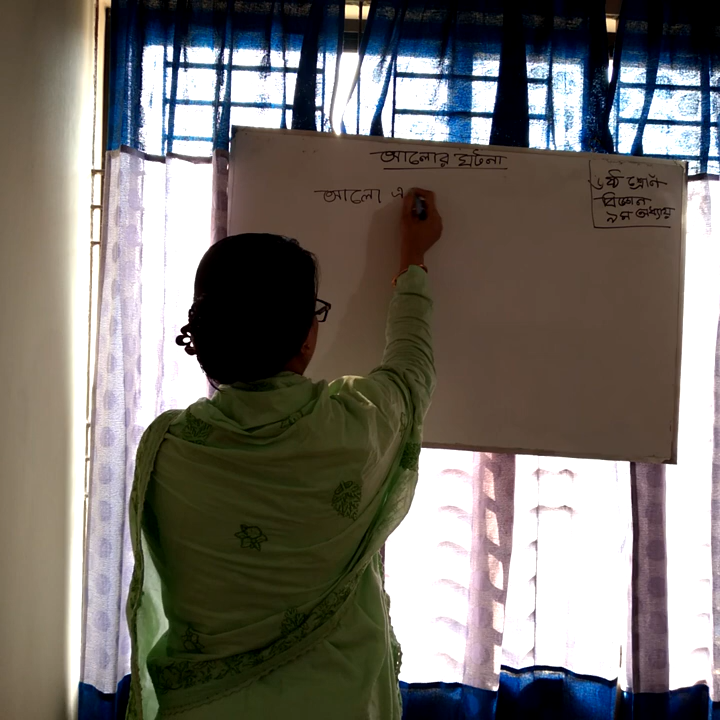 আলোর ঘটনা
আলো এ
৬ষ্ঠ শ্রেণি
বিজ্ঞান
৯ম অধ্যায়